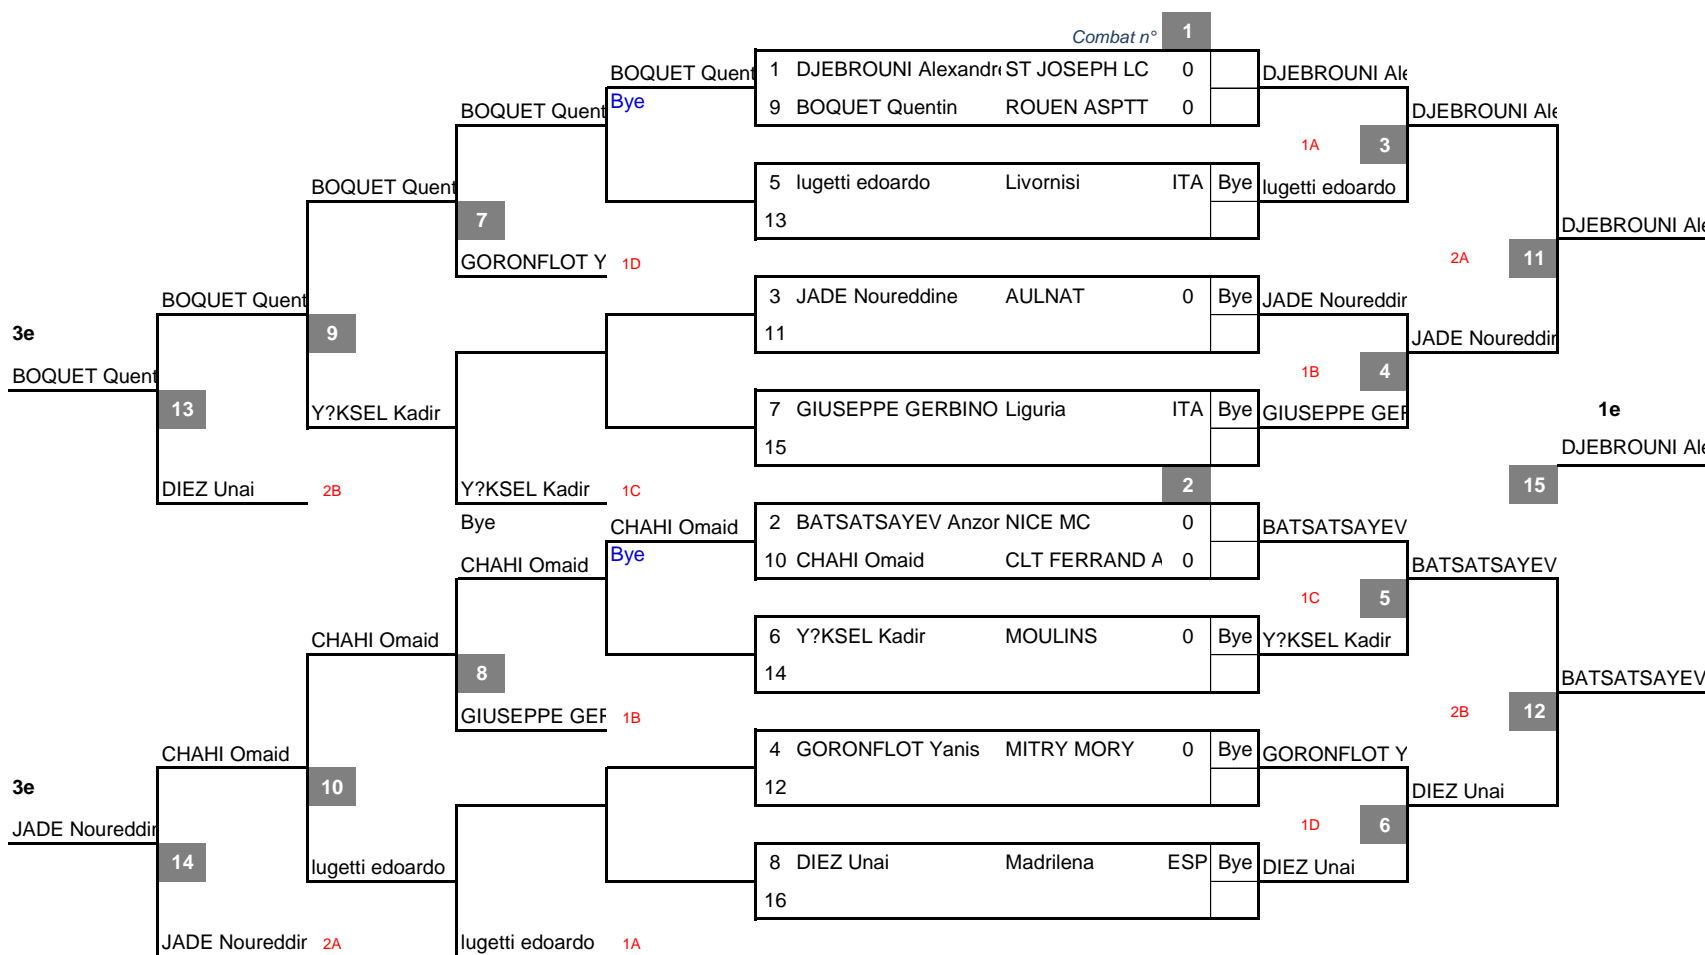 Combat n° 1
BOQUET Quent 1 DJEBROUNI Alexandre ST JOSEPH LC 0 DJEBROUNI Ale
BOQUET Quent Bye 9 BOQUET Quentin ROUEN ASPTT 0 DJEBROUNI Ale
1A 3
BOQUET Quent 5 lugetti edoardo Livornisi ITA Bye lugetti edoardo
7 13 DJEBROUNI Ale
GORONFLOT Y 1D 2A 11
BOQUET Quent 3 JADE Noureddine AULNAT 0 Bye JADE Noureddir
3e 9 11 JADE Noureddir
BOQUET Quent 1B 4
13 Y?KSEL Kadir 7 GIUSEPPE GERBINO Liguria ITA Bye GIUSEPPE GER 1e
15 DJEBROUNI Ale
DIEZ Unai 2B Y?KSEL Kadir 1C 2 15
Bye CHAHI Omaid 2 BATSATSAYEV Anzor NICE MC 0 BATSATSAYEV
CHAHI Omaid Bye 10 CHAHI Omaid CLT FERRAND A 0 BATSATSAYEV
1C 5
CHAHI Omaid 6 Y?KSEL Kadir MOULINS 0 Bye Y?KSEL Kadir
8 14 BATSATSAYEV
GIUSEPPE GER 1B 2B 12
CHAHI Omaid 4 GORONFLOT Yanis MITRY MORY 0 Bye GORONFLOT Y
3e 10 12 DIEZ Unai
JADE Noureddir 1D 6
14 lugetti edoardo 8 DIEZ Unai Madrilena ESP Bye DIEZ Unai
16
JADE Noureddir 2A lugetti edoardo 1A